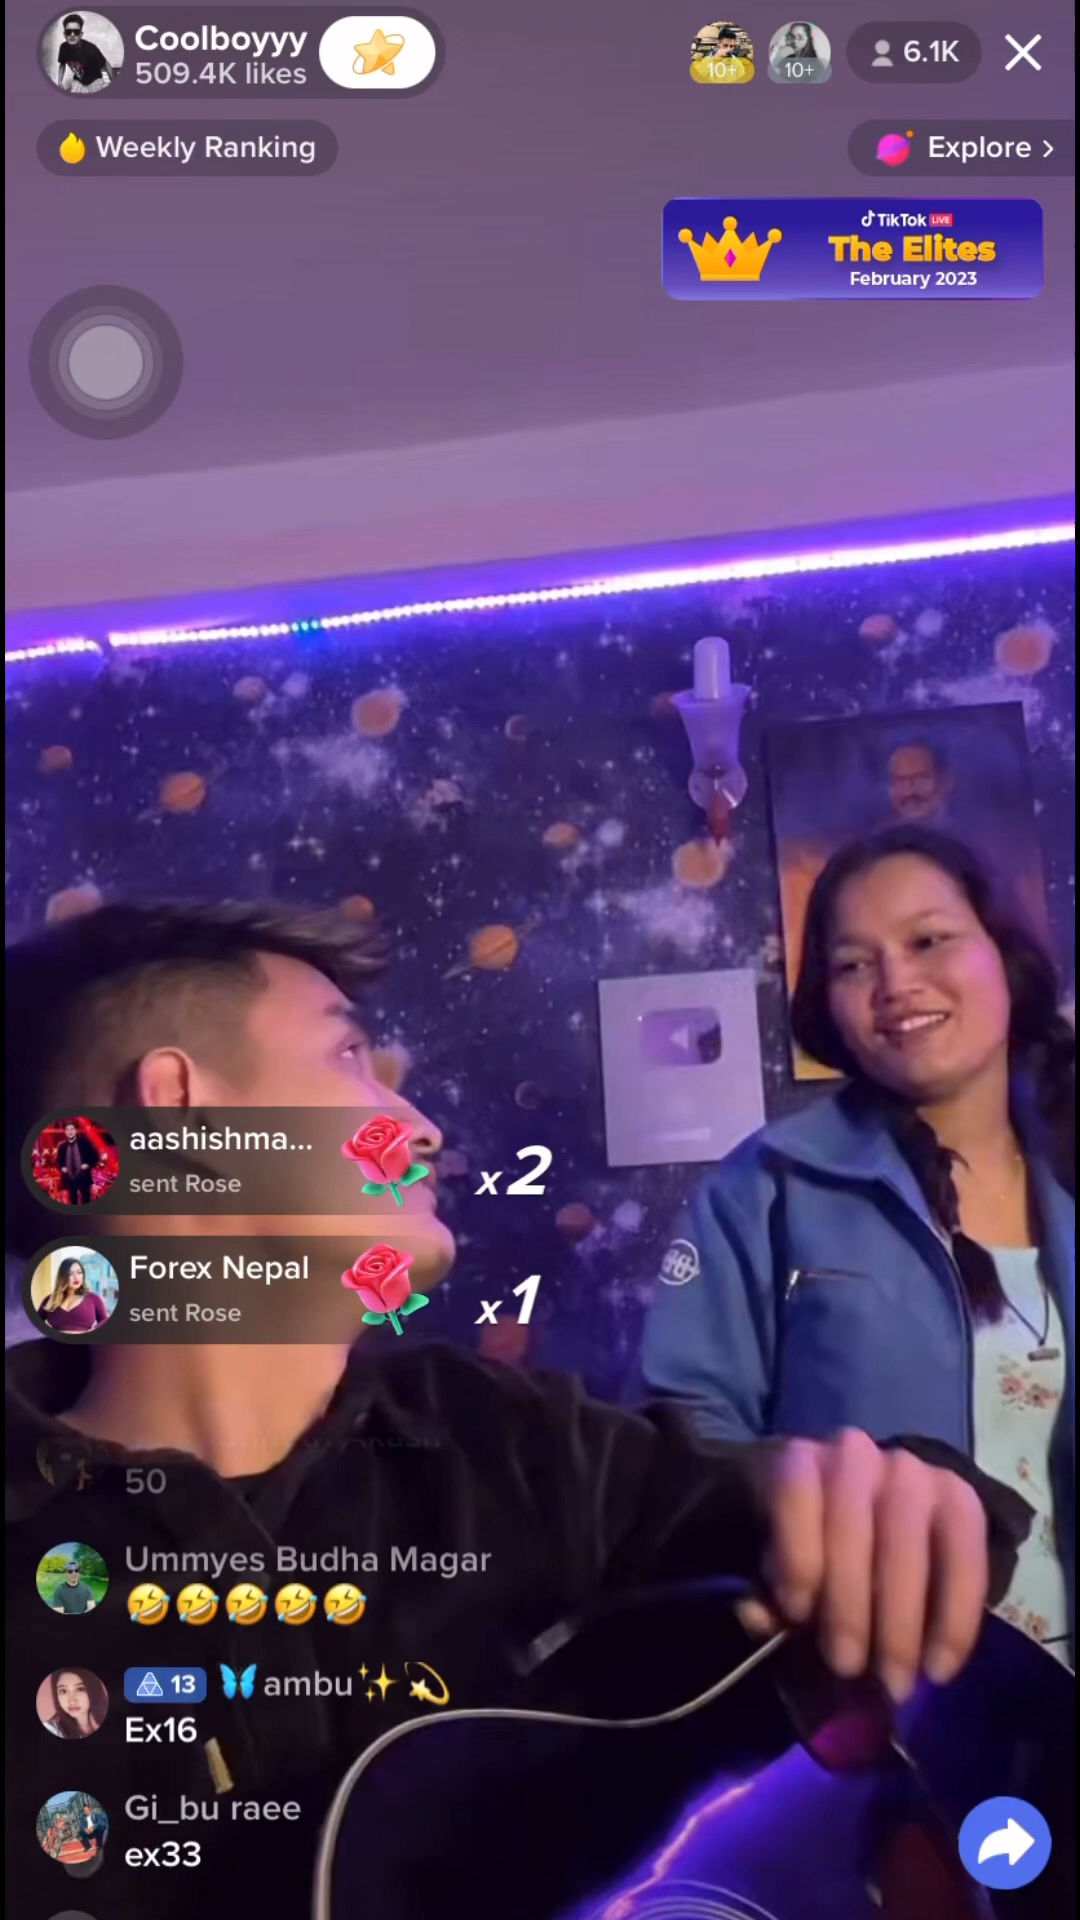 Coolboyyy
509.4K likes
10+
10+
6.1K
Weekly Ranking
Explore >
TikTok LIVE
The Elites
February 2023
aashishma...
sent Rose
x2
Forex Nepal
sent Rose
x1
50
Ummyes Budha Magar
🤣🤣🤣🤣🤣
13 🦋ambu✨💫
Ex16
Gi_bu raee
ex33